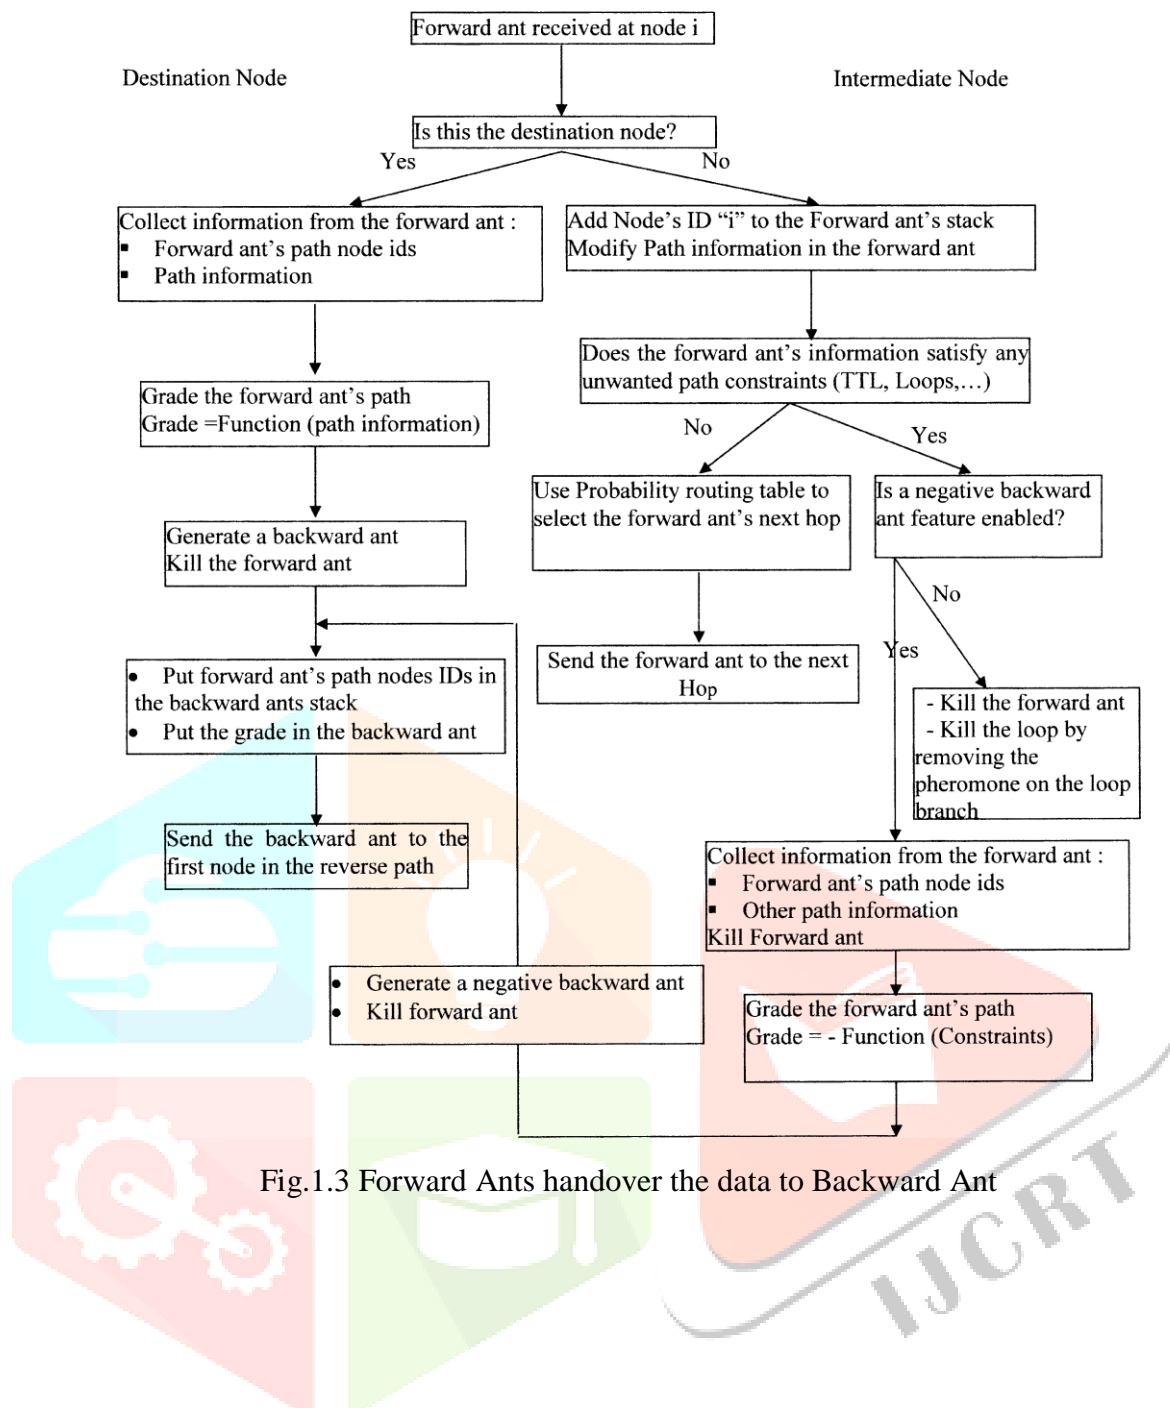 Forward ant received at node i
Destination Node
Intermediate Node
Is this the destination node?
Yes
No
Collect information from the forward ant :
▪ Forward ant's path node ids
▪ Path information
Add Node's ID “i” to the Forward ant's stack
Modify Path information in the forward ant
Does the forward ant's information satisfy any
unwanted path constraints (TTL, Loops,…)
Grade the forward ant's path
Grade =Function (path information)
No
Yes
Use Probability routing table to
select the forward ant's next hop
Is a negative backward
ant feature enabled?
Generate a backward ant
Kill the forward ant
No
Yes
Send the forward ant to the next
Hop
• Put forward ant's path nodes IDs in
the backward ants stack
• Put the grade in the backward ant
- Kill the forward ant
- Kill the loop by
removing the
pheromone on the loop
branch
Send the backward ant to the
first node in the reverse path
Collect information from the forward ant :
▪ Forward ant's path node ids
▪ Other path information
Kill Forward ant
• Generate a negative backward ant
• Kill forward ant
Grade the forward ant's path
Grade = - Function (Constraints)
Fig.1.3 Forward Ants handover the data to Backward Ant
IJCRT